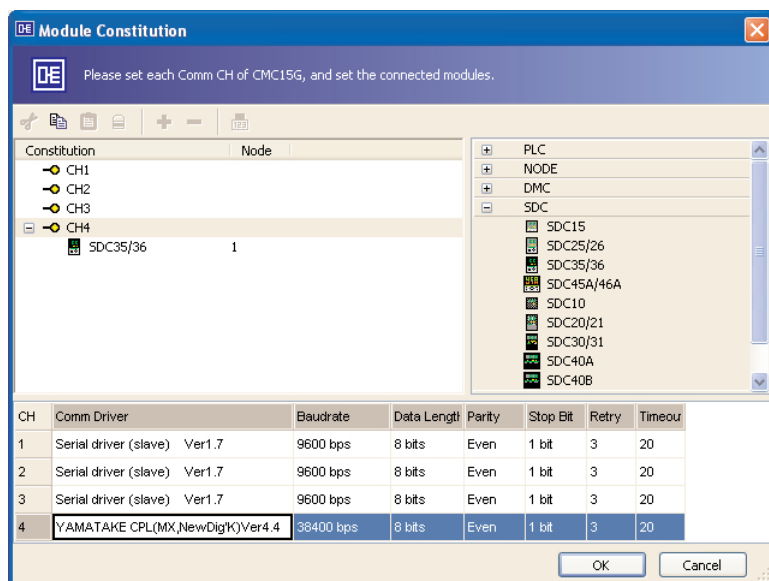 Module Constitution
Please set each Comm CH of CMC15G, and set the connected modules.
Constitution Node
CH1
CH2
CH3
CH4
SDC35/36 1
PLC
NODE
DMC
SDC
SDC15
SDC25/26
SDC35/36
SDC45A/46A
SDC10
SDC20/21
SDC30/31
SDC40A
SDC40B
CH Comm Driver Baudrate Data Length Parity Stop Bit Retry Timeou
1 Serial driver (slave) Ver1.7 9600 bps 8 bits Even 1 bit 3 20
2 Serial driver (slave) Ver1.7 9600 bps 8 bits Even 1 bit 3 20
3 Serial driver (slave) Ver1.7 9600 bps 8 bits Even 1 bit 3 20
4 YAMATAKE CPL(MX,NewDig'K)Ver4.4 38400 bps 8 bits Even 1 bit 3 20
OK Cancel